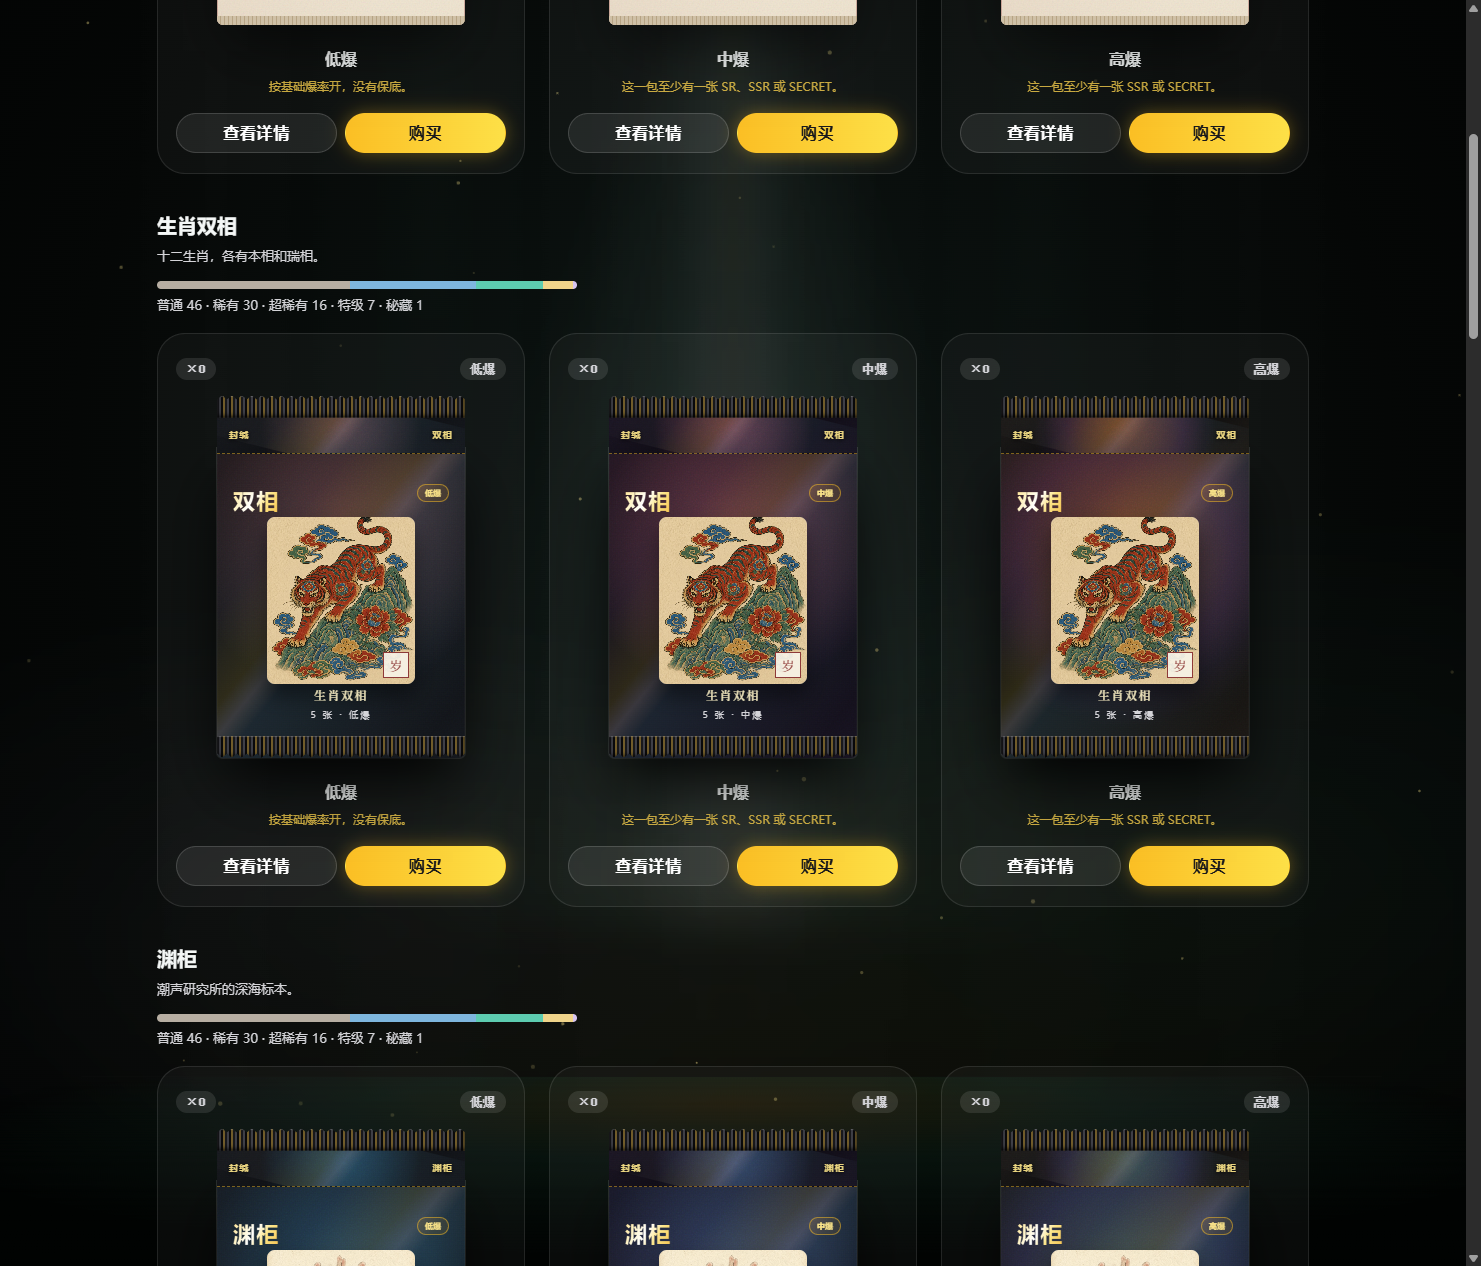 低爆 中爆 高爆
按基础爆率开，没有保底。 这一包至少有一张 SR、SSR 或 SECRET。 这一包至少有一张 SSR 或 SECRET。
查看详情 购买 查看详情 购买 查看详情 购买
生肖双相
十二生肖，各有本相和瑞相。
普通 46 · 稀有 30 · 超稀有 16 · 特级 7 · 秘藏 1
×0 低爆 ×0 中爆 ×0 高爆
封缄 双相 封缄 双相 封缄 双相
双相 低爆 双相 中爆 双相 高爆
岁 岁 岁
生肖双相 生肖双相 生肖双相
5 张 · 低爆 5 张 · 中爆 5 张 · 高爆
低爆 中爆 高爆
按基础爆率开，没有保底。 这一包至少有一张 SR、SSR 或 SECRET。 这一包至少有一张 SSR 或 SECRET。
查看详情 购买 查看详情 购买 查看详情 购买
渊柜
潮声研究所的深海标本。
普通 46 · 稀有 30 · 超稀有 16 · 特级 7 · 秘藏 1
×0 低爆 ×0 中爆 ×0 高爆
封缄 渊柜 封缄 渊柜 封缄 渊柜
渊柜 低爆 渊柜 中爆 渊柜 高爆